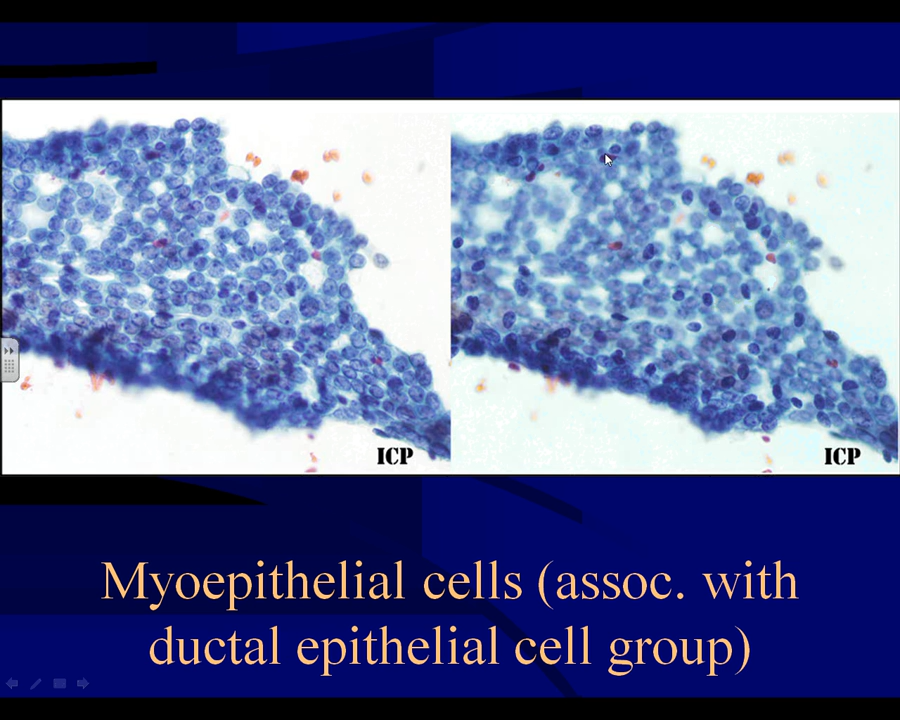 ICP ICP
Myoepithelial cells (assoc. with
ductal epithelial cell group)